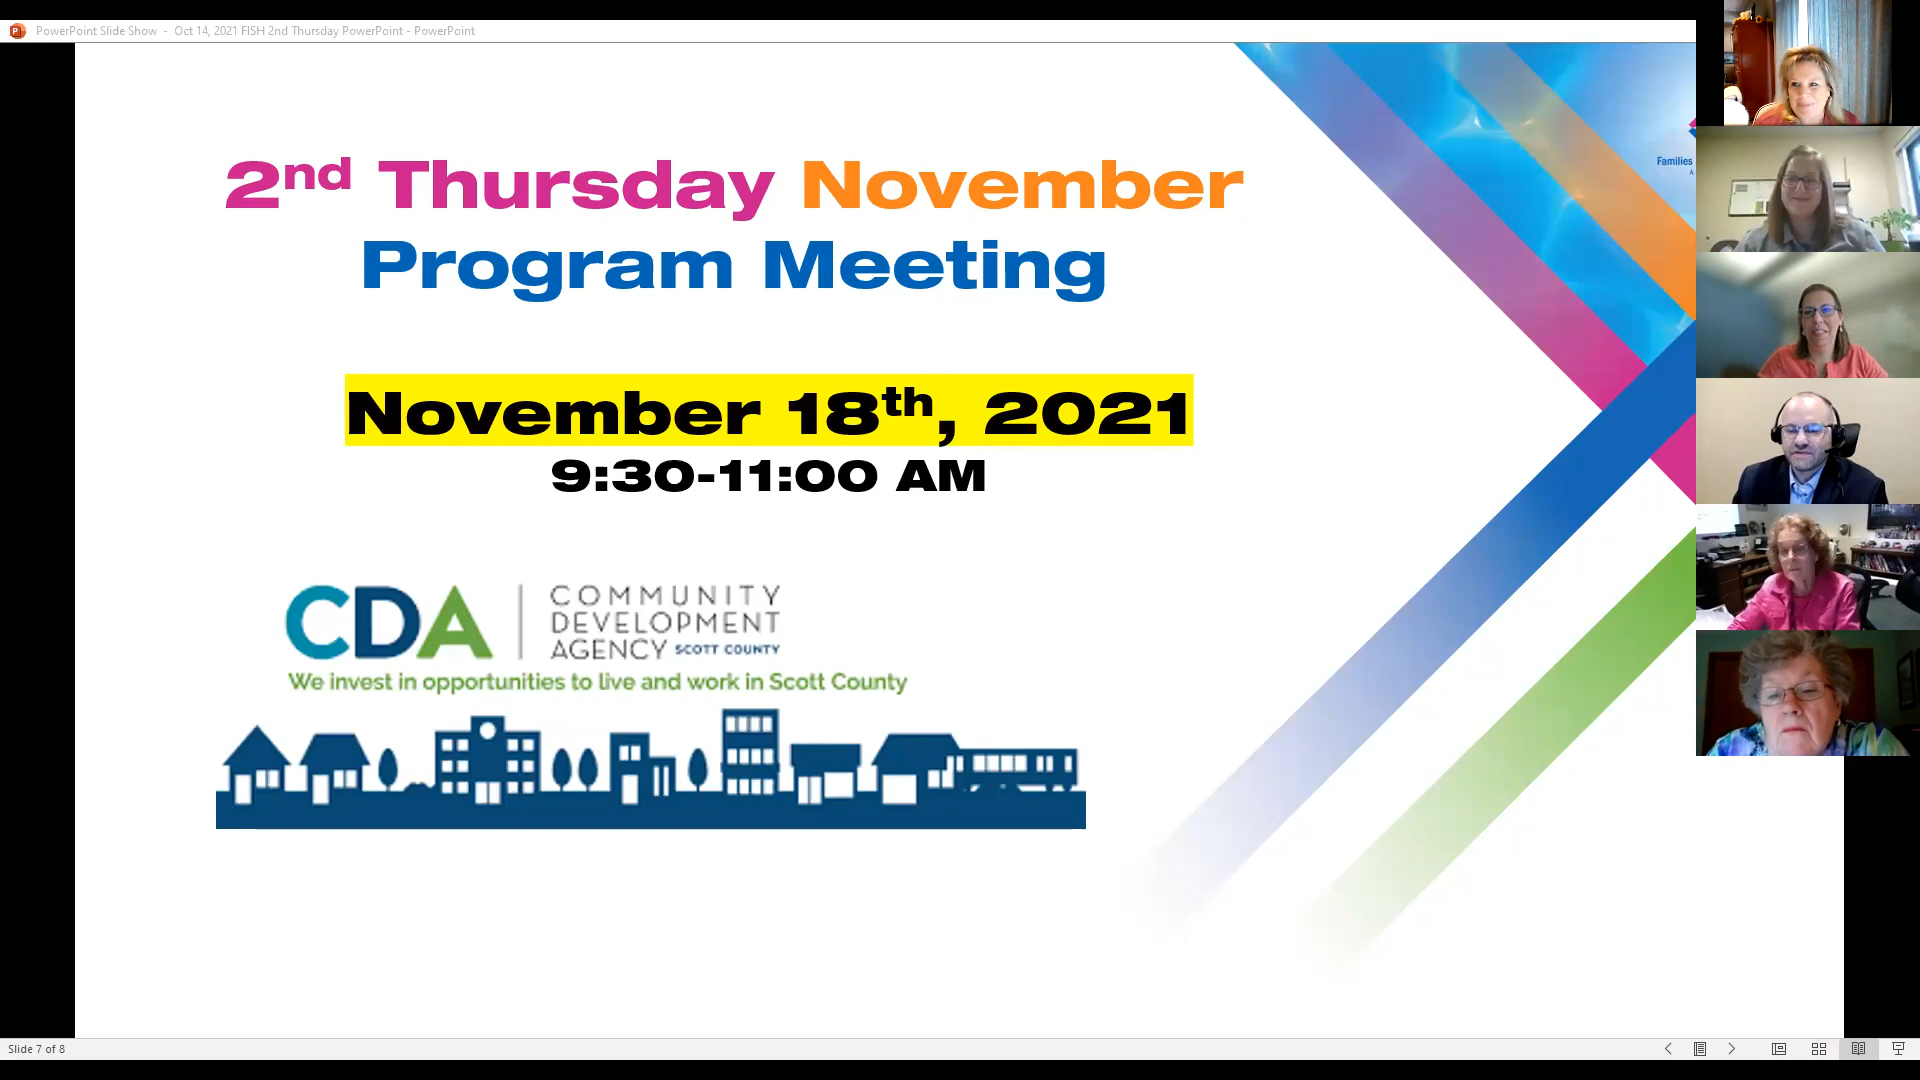 PowerPoint Slide Show - Oct 14, 2021 FISH 2nd Thursday PowerPoint - PowerPoint
2nd Thursday November
Program Meeting
Families
A
November 18th, 2021
9:30-11:00 AM
CDA
COMMUNITY
DEVELOPMENT
AGENCY SCOTT COUNTY
We invest in opportunities to live and work in Scott County
Slide 7 of 8